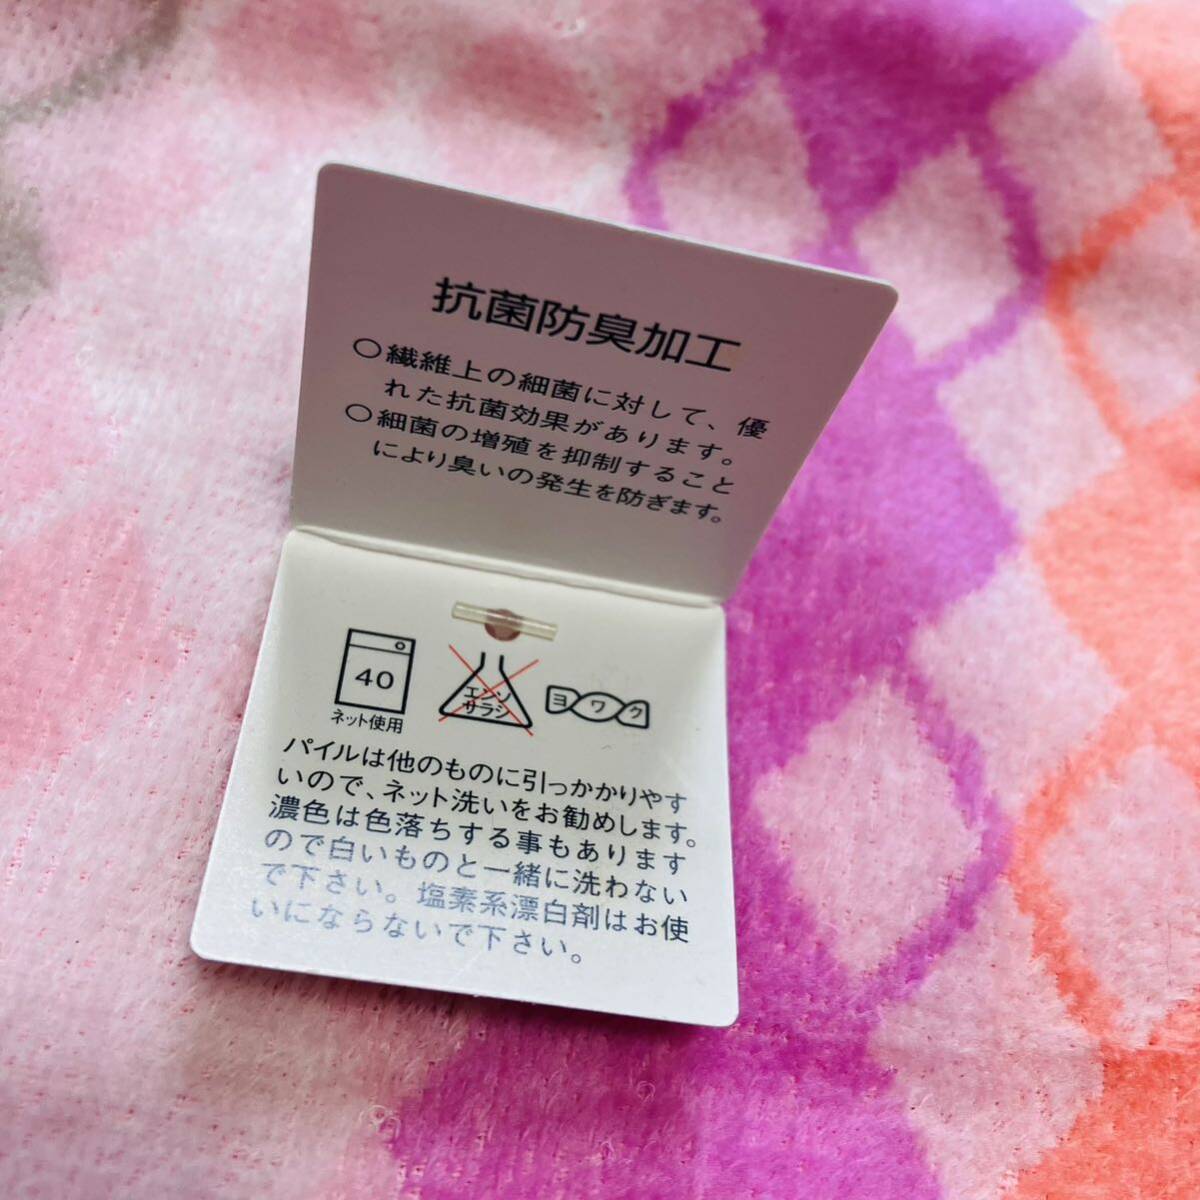 抗菌防臭加工
○繊維上の細菌に対して、優
れた抗菌効果があります。
○細菌の増殖を抑制すること
により臭いの発生を防ぎます。
40
ネット使用
エンソ
サラシ
ヨワク
パイルは他のものに引っかかりやす
いので、ネット洗いをお勧めします。
濃色は色落ちする事もあります
ので白いものと一緒に洗わない
で下さい。塩素系漂白剤はお使
いにならないで下さい。